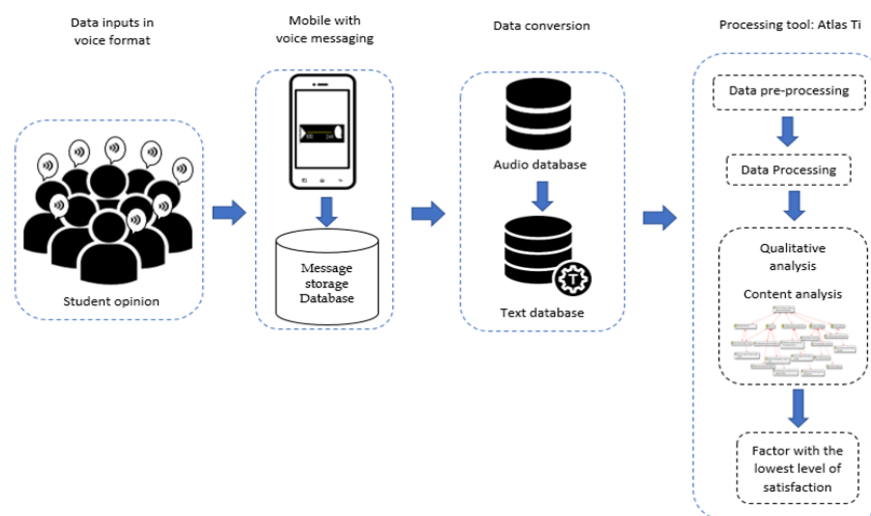 Data inputs in
voice format
Student opinion
Mobile with
voice messaging
Message
storage
Database
Data conversion
Audio database
T
Text database
Processing tool: Atlas Ti
Data pre-processing
Data Processing
Qualitative
analysis
Content analysis
Factor with the
lowest level of
satisfaction